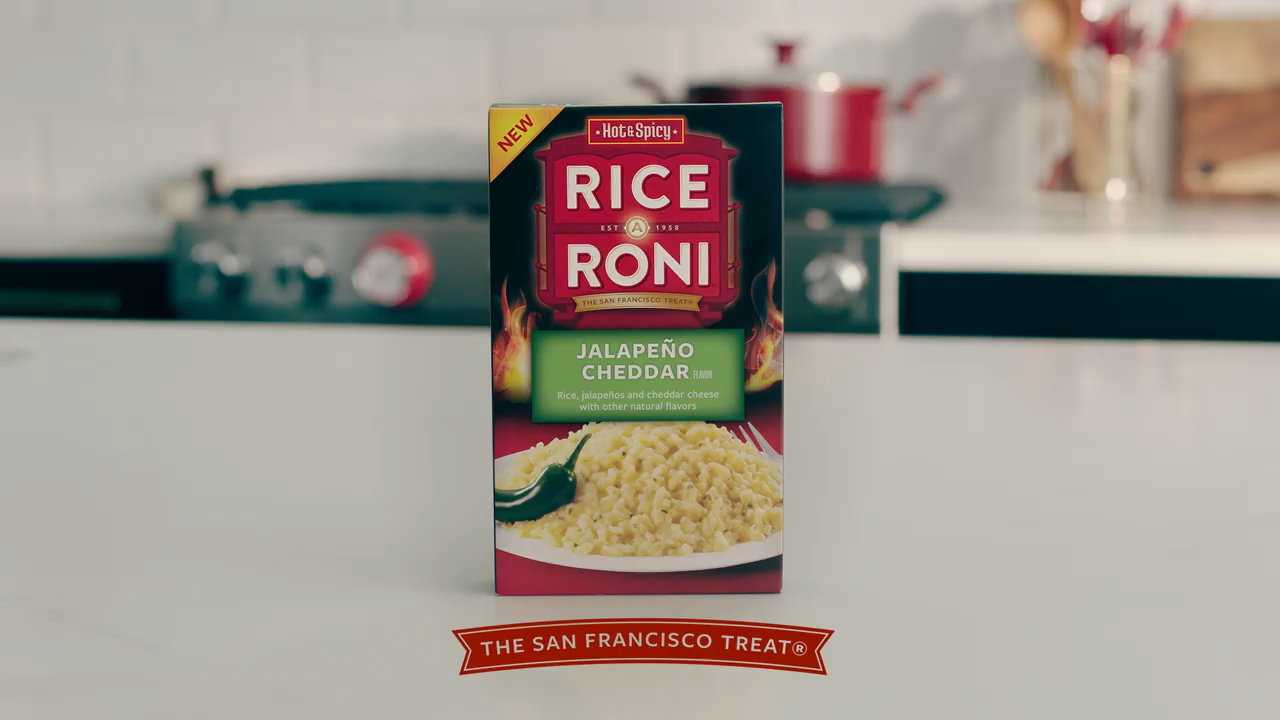 NEW
Hot & Spicy
RICE
EST A 1958
RONI
THE SAN FRANCISCO TREAT®
JALAPEÑO
CHEDDAR FLAVOR
Rice, jalapeños and cheddar cheese
with other natural flavors
THE SAN FRANCISCO TREAT®